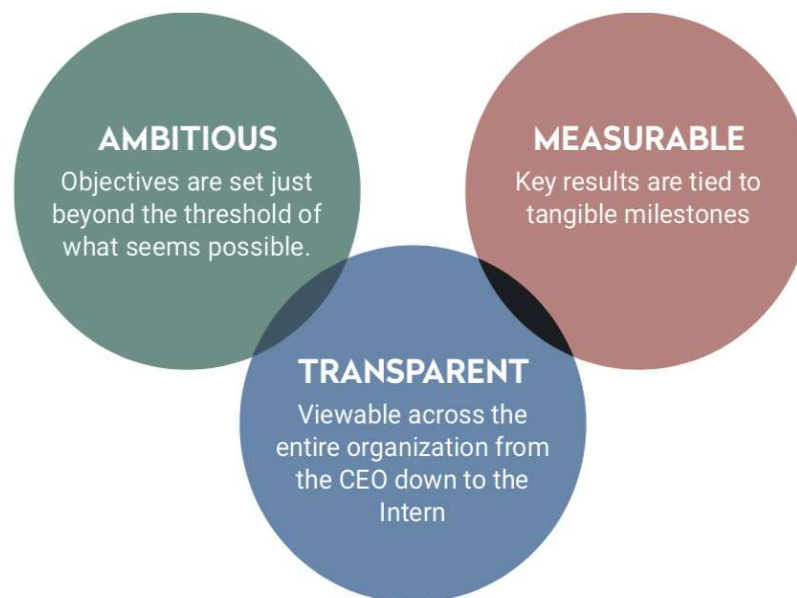 AMBITIOUS
Objectives are set just
beyond the threshold of
what seems possible.
MEASURABLE
Key results are tied to
tangible milestones
TRANSPARENT
Viewable across the
entire organization from
the CEO down to the
Intern